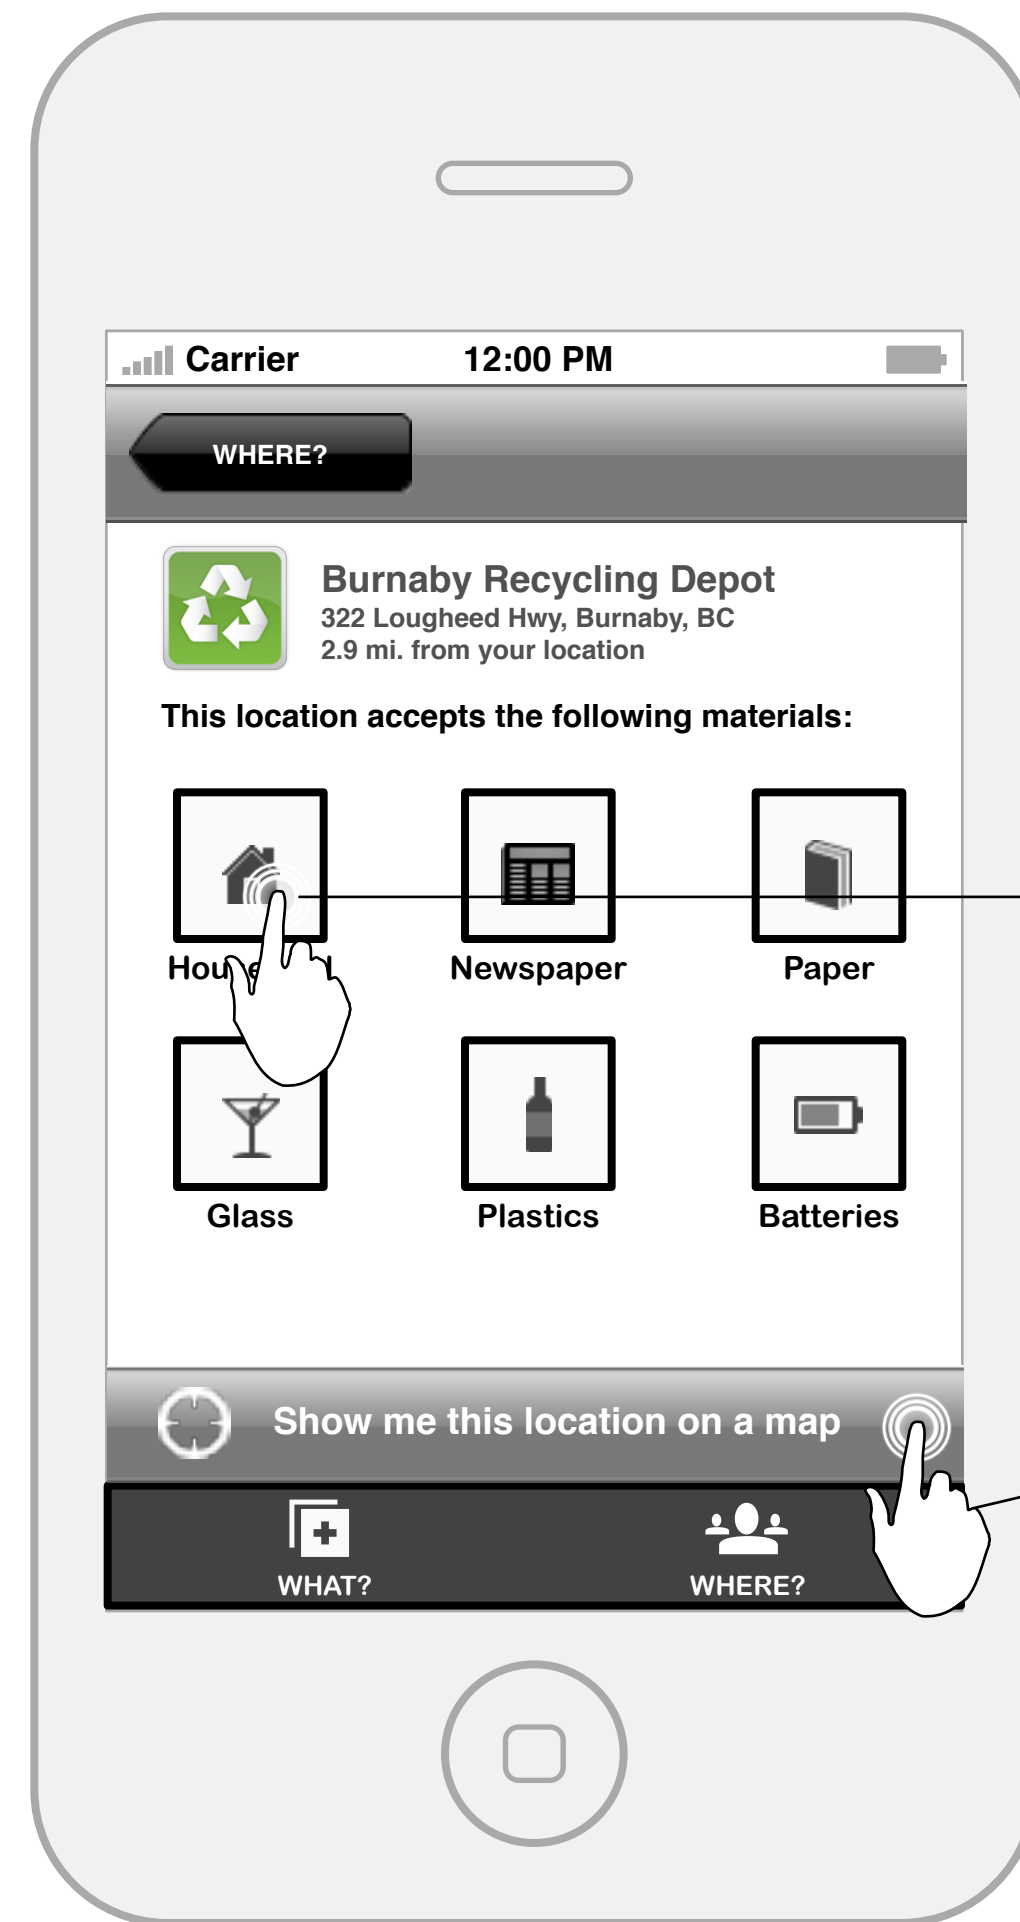 Carrier 12:00 PM
WHERE?
Burnaby Recycling Depot
322 Lougheed Hwy, Burnaby, BC
2.9 mi. from your location
This location accepts the following materials:
Newspaper Paper
Glass Plastics Batteries
Show me this location on a map
WHAT? WHERE?